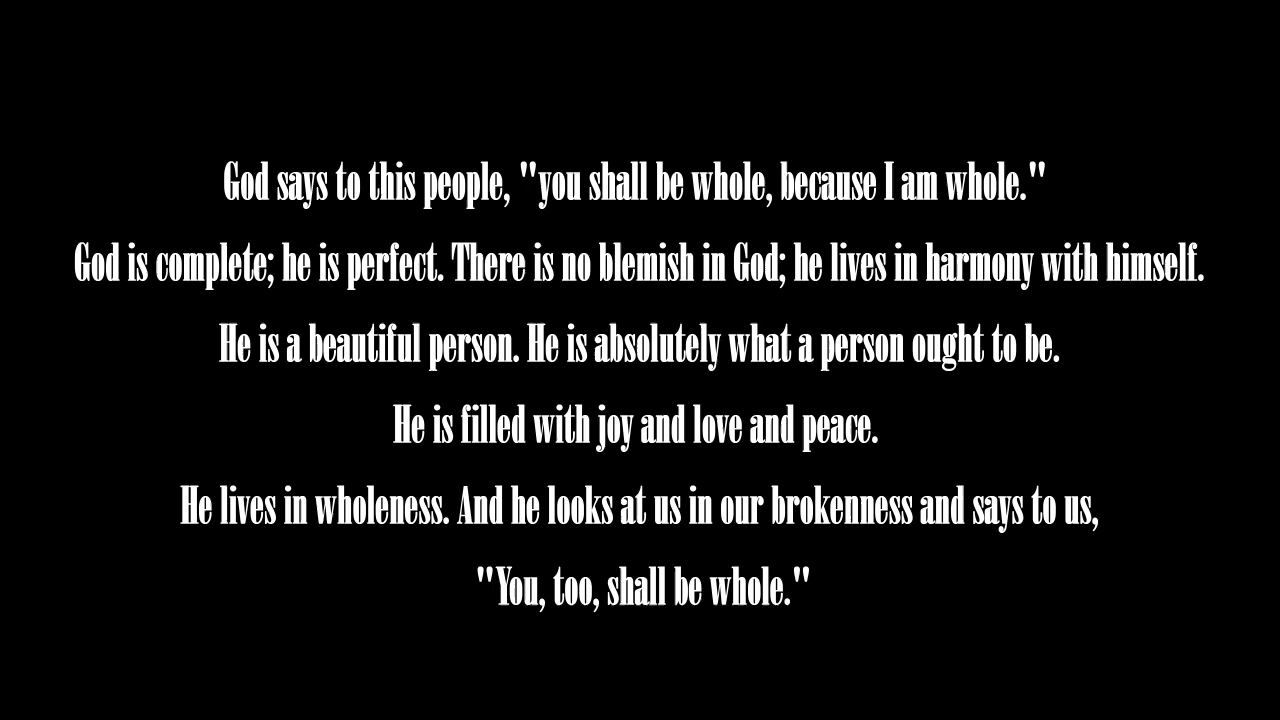 God says to this people, "you shall be whole, because I am whole."
God is complete; he is perfect. There is no blemish in God; he lives in harmony with himself.
He is a beautiful person. He is absolutely what a person ought to be.
He is filled with joy and love and peace.
He lives in wholeness. And he looks at us in our brokenness and says to us,
"You, too, shall be whole."